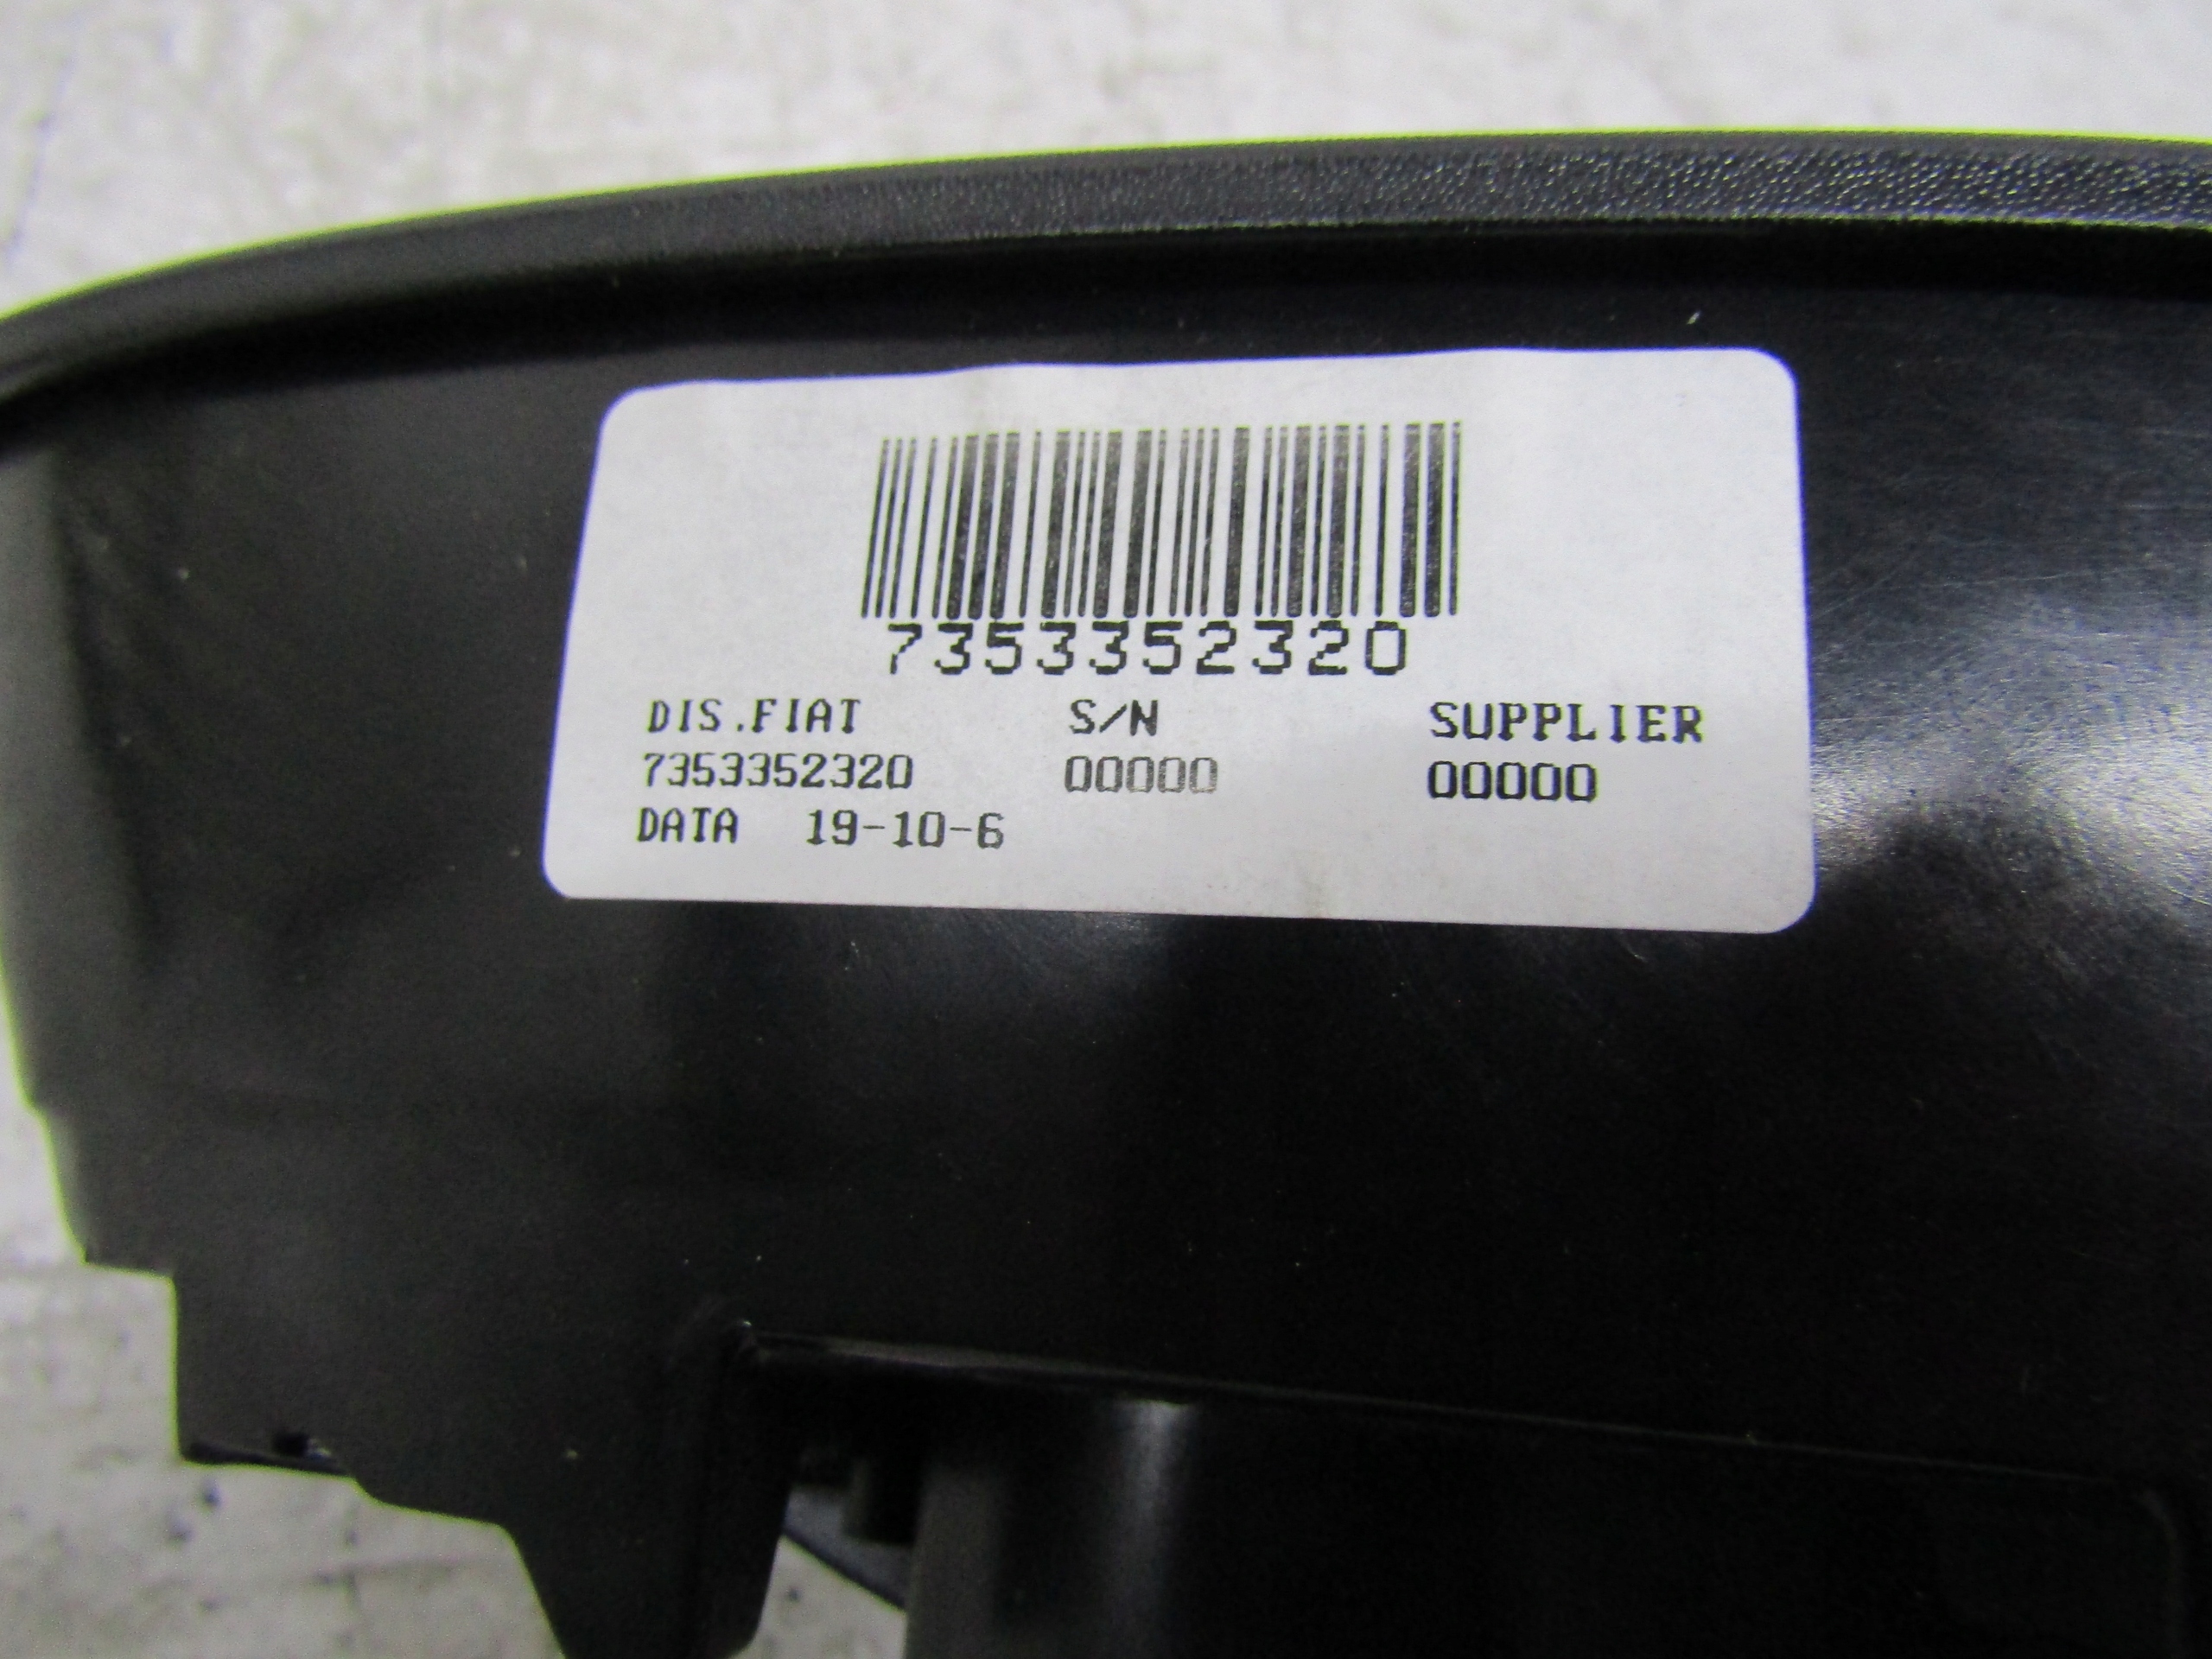 7353352320
DIS.FIAT S/N SUPPLIER
7353352320 00000 00000
DATA 19-10-6